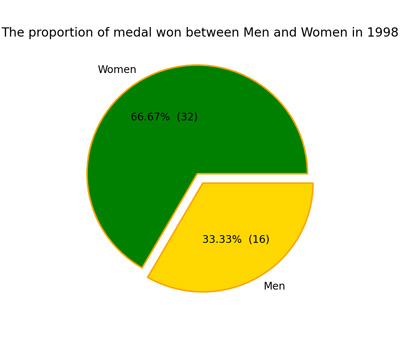 The proportion of medal won between Men and Women in 1998
Women
66.67%  (32)
33.33%  (16)
Men